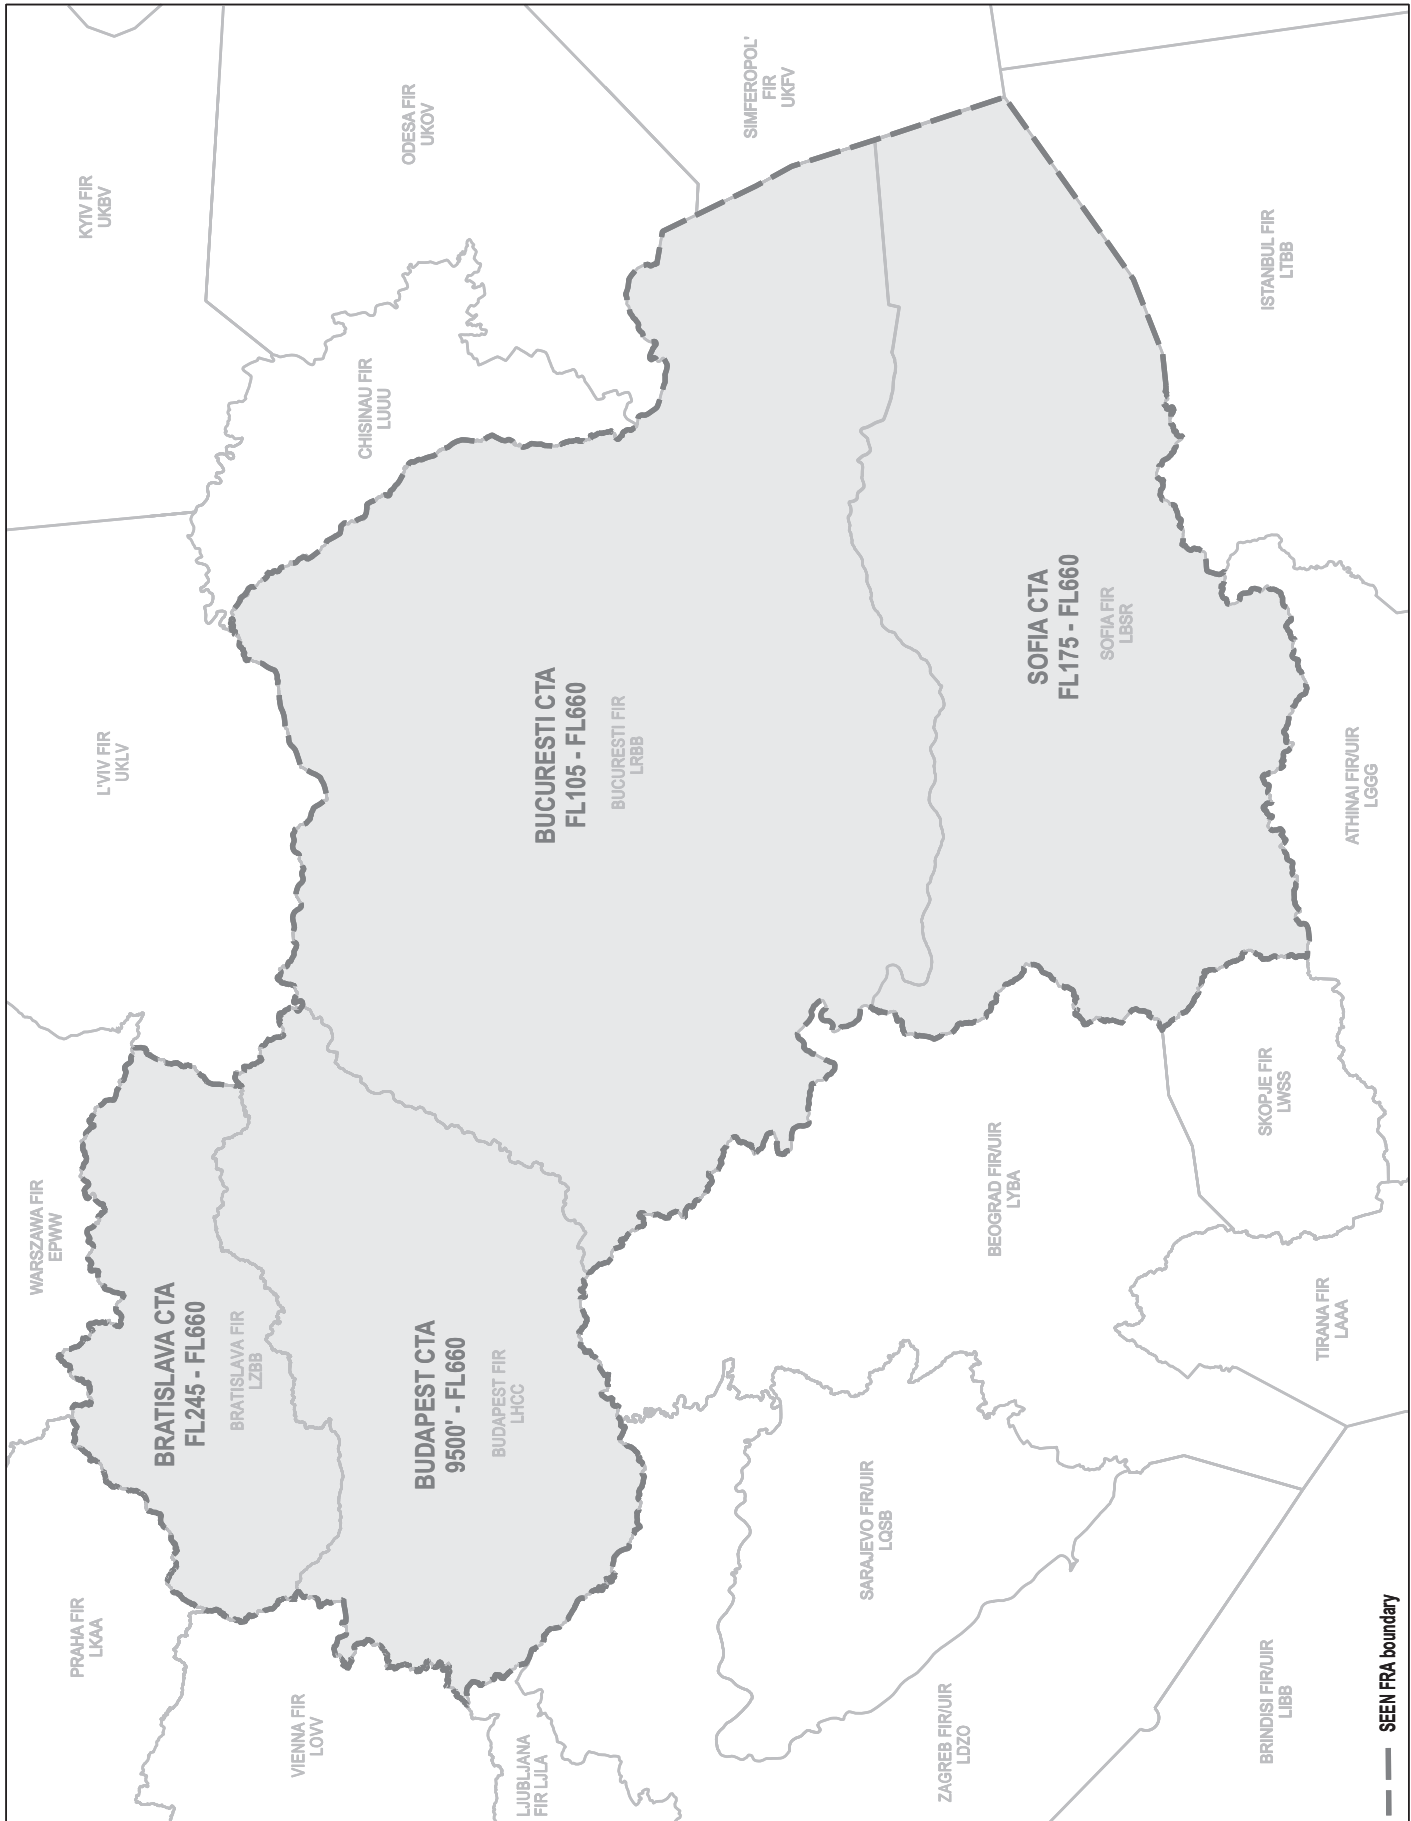 PRAHA FIR
LKAA
WARSZAWA FIR
EPWW
L'VIV FIR
UKLV
KYIV FIR
UKBV
BRATISLAVA CTA
FL245 - FL660
BRATISLAVA FIR
LZBB
VIENNA FIR
LOVV
CHISINAU FIR
LUUU
ODESA FIR
UKOV
BUDAPEST CTA
9500' - FL660
BUDAPEST FIR
LHCC
LJUBLJANA
FIR LJLA
BUCURESTI CTA
FL105 - FL660
BUCURESTI FIR
LRBB
SIMFEROPOL'
FIR
UKFV
SARAJEVO FIR/UIR
LQSB
ZAGREB FIR/UIR
LDZO
BEOGRAD FIR/UIR
LYBA
SOFIA CTA
FL175 - FL660
SOFIA FIR
LBSR
SKOPJE FIR
LWSS
ISTANBUL FIR
LTBB
BRINDISI FIR/UIR
LIBB
TIRANA FIR
LAAA
ATHINAI FIR/UIR
LGGG
SEEN FRA boundary